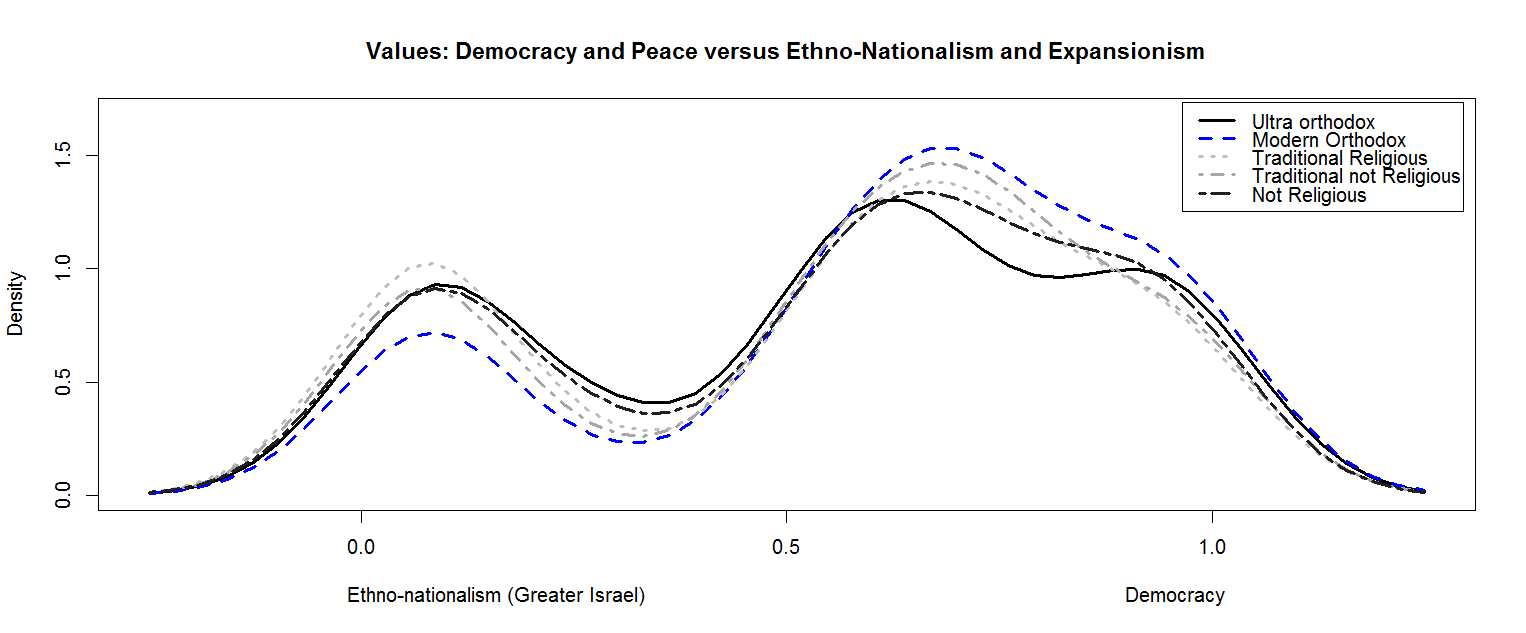 Values: Democracy and Peace versus Ethno-Nationalism and Expansionism
Ultra orthodox
Modern Orthodox
Traditional Religious
Traditional not Religious
Not Religious
Density
1.5
1.0
0.5
0.0
0.0
0.5
1.0
Ethno-nationalism (Greater Israel)
Democracy